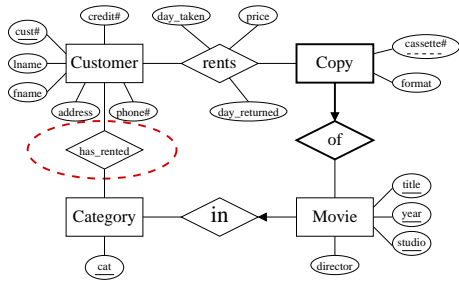 credit#
day_taken
price
cust#
cassette#
lname
Customer
rents
Copy
fname
format
address
phone#
day_returned
has_rented
of
title
Category
in
Movie
year
studio
cat
director